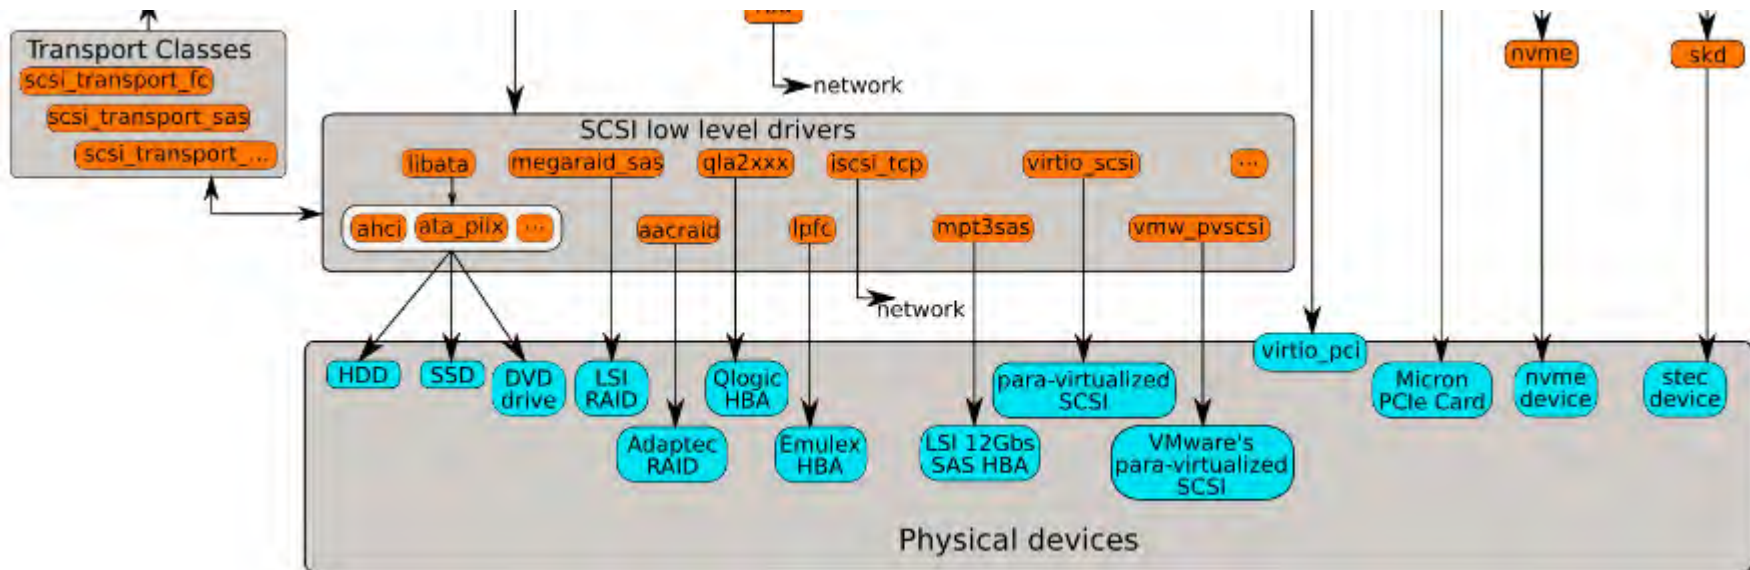 Transport Classes
scsi_transport_fc
scsi_transport_sas
scsi_transport_...
network
nvme
skd
SCSI low level drivers
libata
megaraid_sas
qla2xxx
iscsi_tcp
virtio_scsi
...
ahci
ata_piix
...
aacraid
lpfc
mpt3sas
vmw_pvscsi
network
virtio_pci
HDD
SSD
DVD
drive
LSI
RAID
Qlogic
HBA
para-virtualized
SCSI
Micron
PCIe Card
nvme
device
stec
device
Adaptec
RAID
Emulex
HBA
LSI 12Gbs
SAS HBA
VMware's
para-virtualized
SCSI
Physical devices